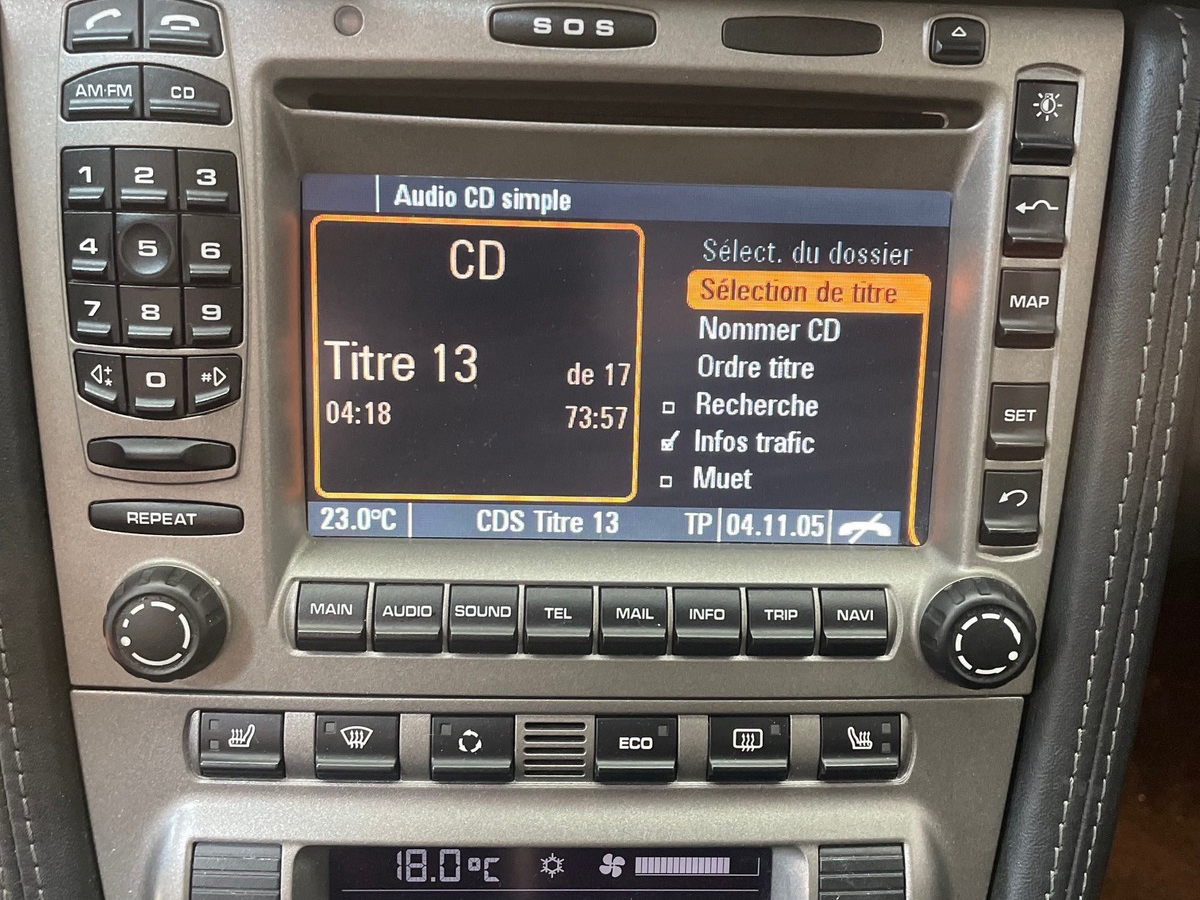 SOS
AM·FM CD
1 2 3
4 5 6
7 8 9
* 0 #
REPEAT
Audio CD simple
CD
Titre 13 de 17
04:18 73:57
Sélect. du dossier
Sélection de titre
Nommer CD
Ordre titre
Recherche
Infos trafic
Muet
23.0°C CDS Titre 13 TP 04.11.05
MAP
SET
MAIN AUDIO SOUND TEL MAIL INFO TRIP NAVI
ECO
18.0°C